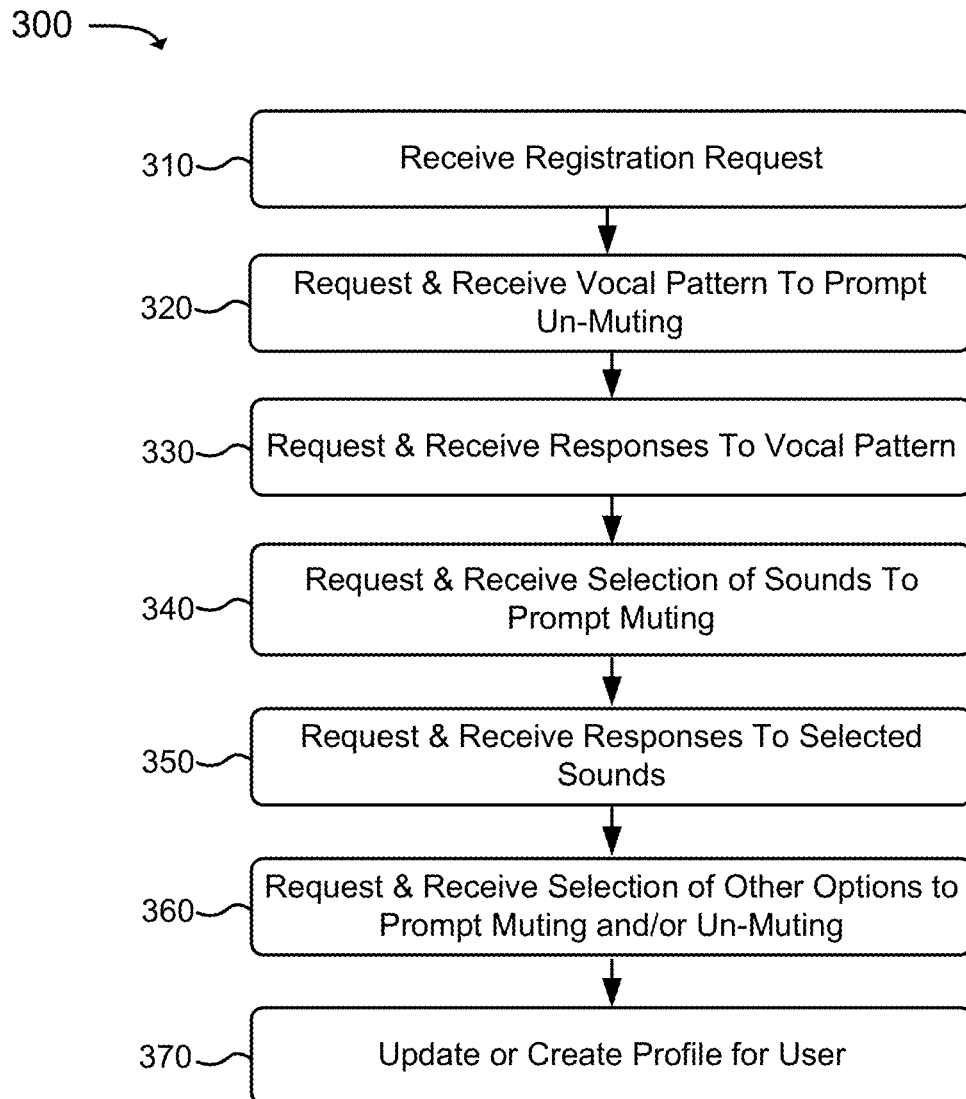 300
310
Receive Registration Request
320
Request & Receive Vocal Pattern To Prompt
Un-Muting
330
Request & Receive Responses To Vocal Pattern
340
Request & Receive Selection of Sounds To
Prompt Muting
350
Request & Receive Responses To Selected
Sounds
360
Request & Receive Selection of Other Options to
Prompt Muting and/or Un-Muting
370
Update or Create Profile for User